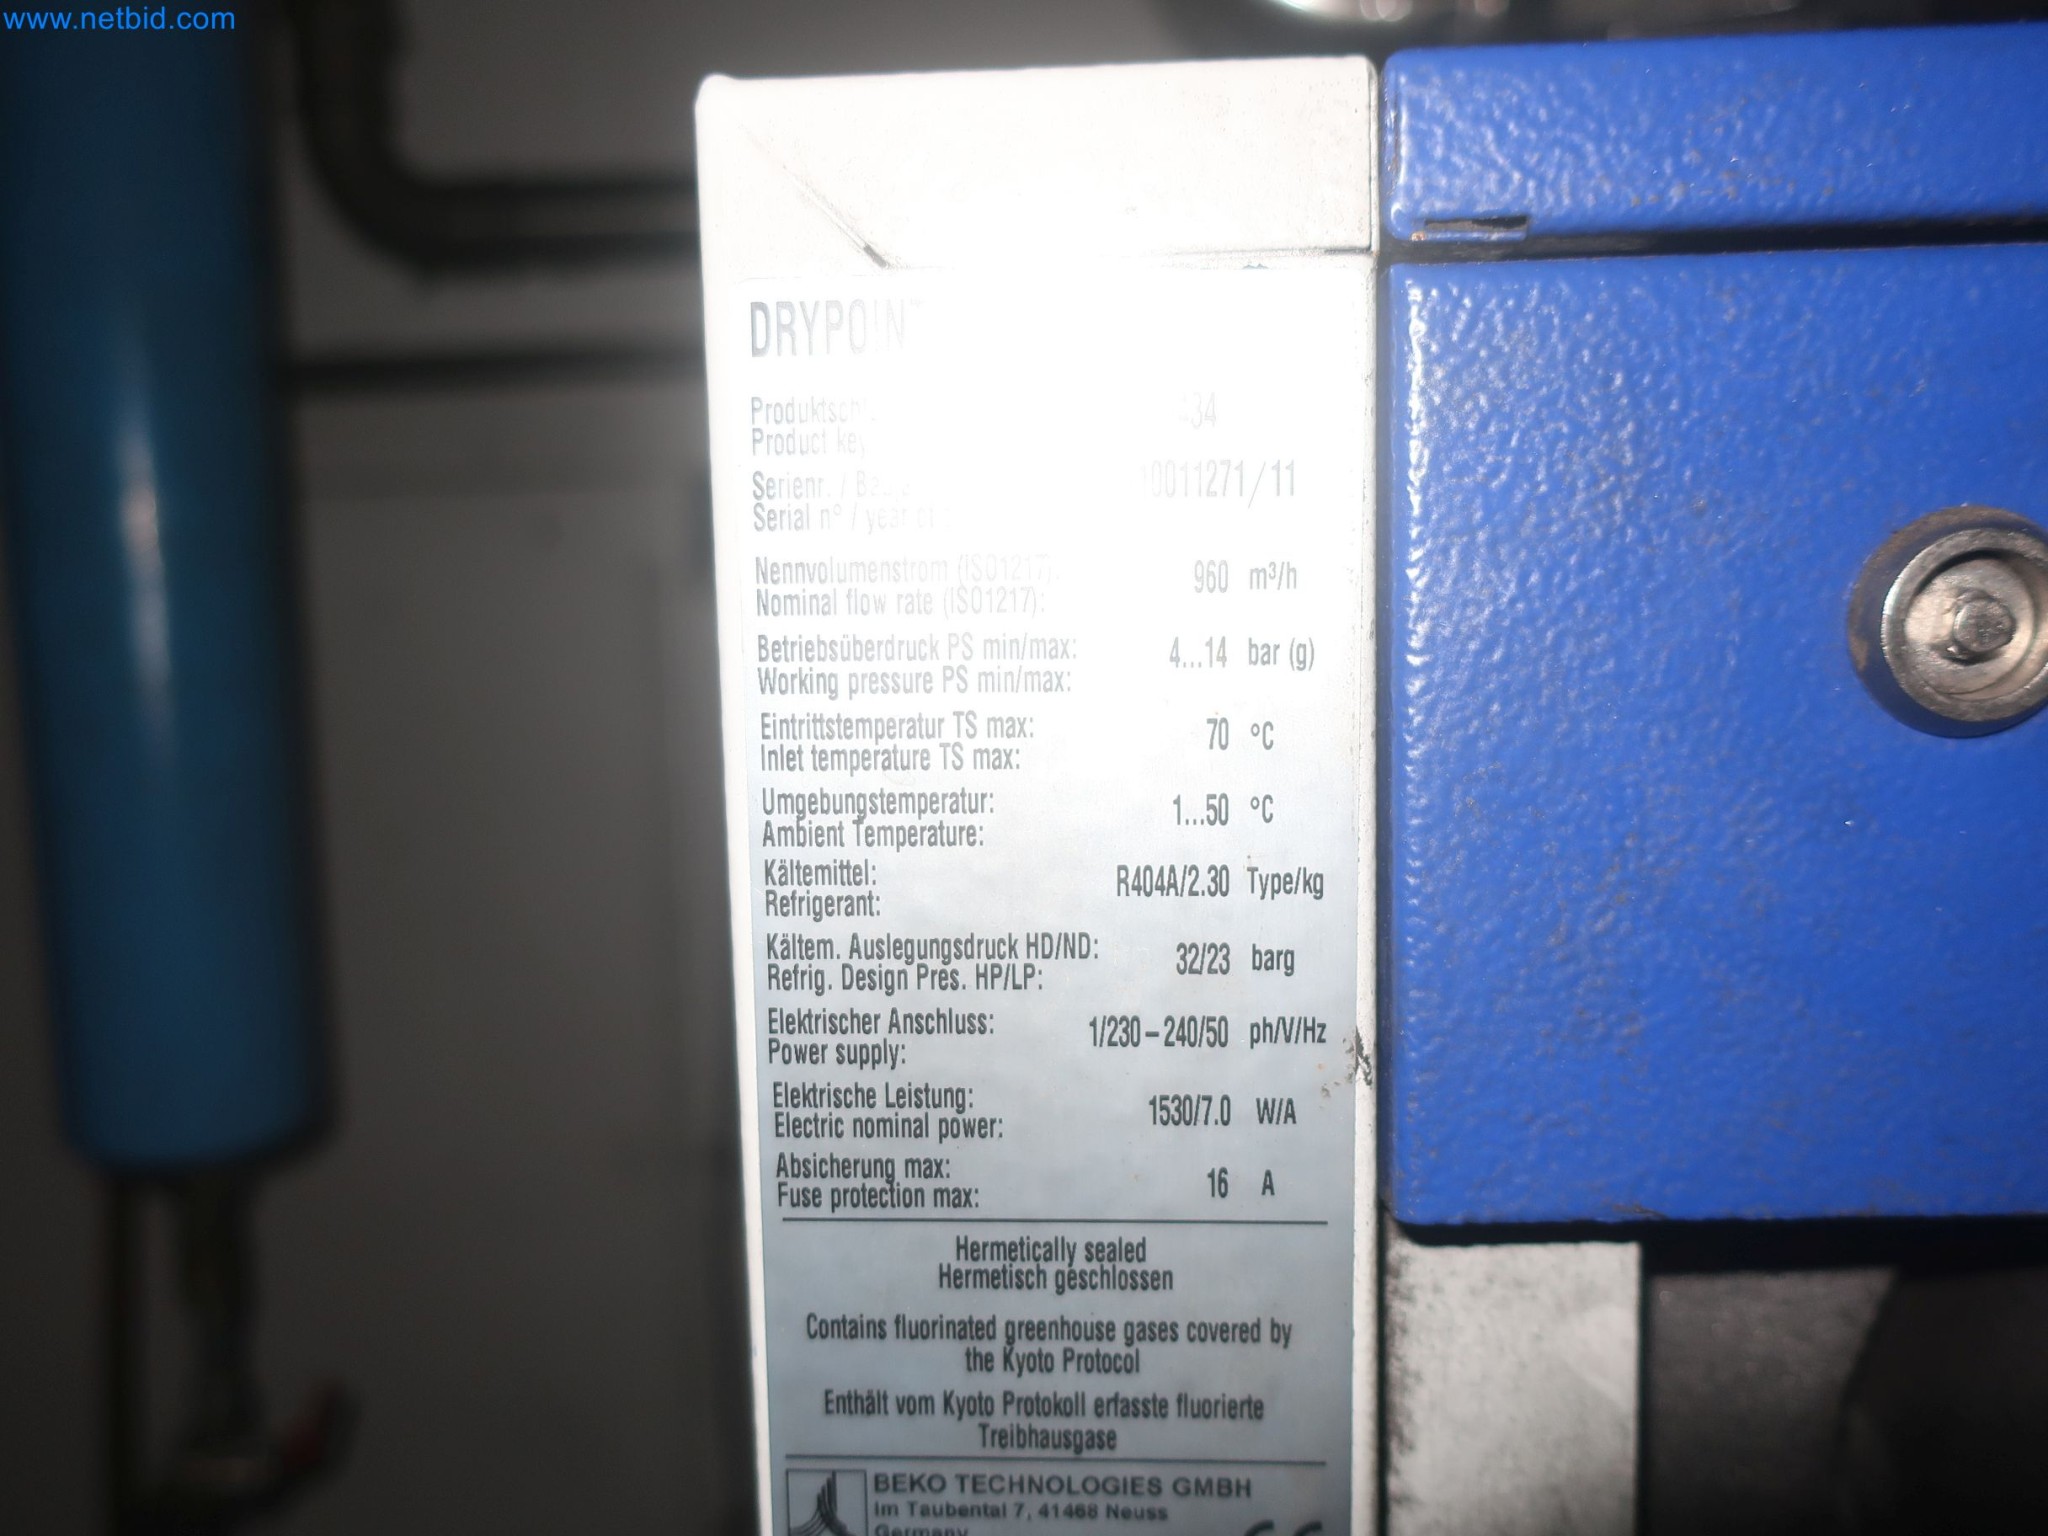 www.netbid.com
DRYPOIN
Product
34
Serienr. /
0011271/11
Serial n° / year of
Nennvolumenstrom (ISO1217):
960 m³/h
Nominal flow rate (ISO1217):
Betriebsüberdruck PS min/max:
4...14 bar (g)
Working pressure PS min/max:
Eintrittstemperatur TS max:
70 °C
Inlet temperature TS max:
Umgebungstemperatur:
1...50 °C
Ambient Temperature:
Kältemittel:
R404A/2.30 Type/kg
Refrigerant:
Kältem. Auslegungsdruck HD/ND:
32/23 barg
Refrig. Design Pres. HP/LP:
Elektrischer Anschluss:
1/230-240/50 ph/V/Hz
Power supply:
Elektrische Leistung:
1530/7.0 W/A
Electric nominal power:
Absicherung max:
16 A
Fuse protection max:
Hermetically sealed
Hermetisch geschlossen
Contains fluorinated greenhouse gases covered by
the Kyoto Protocol
Enthält vom Kyoto Protokoll erfasste fluorierte
Treibhausgase
BEKO TECHNOLOGIES GMBH
Im Taubental 7, 41468 Neuss
Germany